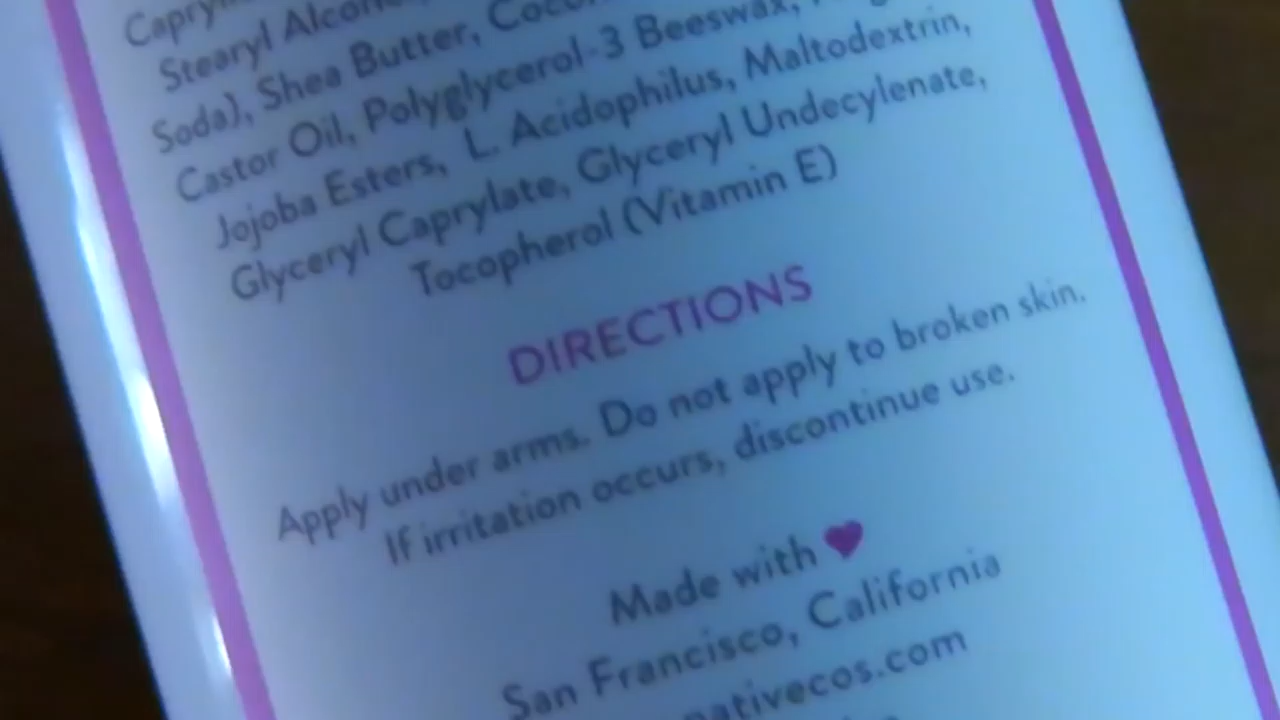 Stearyl
Soda), Shea Butter,
Castor Oil, Polyglycerol-3 Beeswax,
Jojoba Esters, L. Acidophilus, Maltodextrin,
Glyceryl Caprylate, Glyceryl Undecylenate,
Tocopherol (Vitamin E)
DIRECTIONS
Apply under arms. Do not apply to broken skin.
If irritation occurs, discontinue use.
Made with ♥
San Francisco, California
nativecos.com